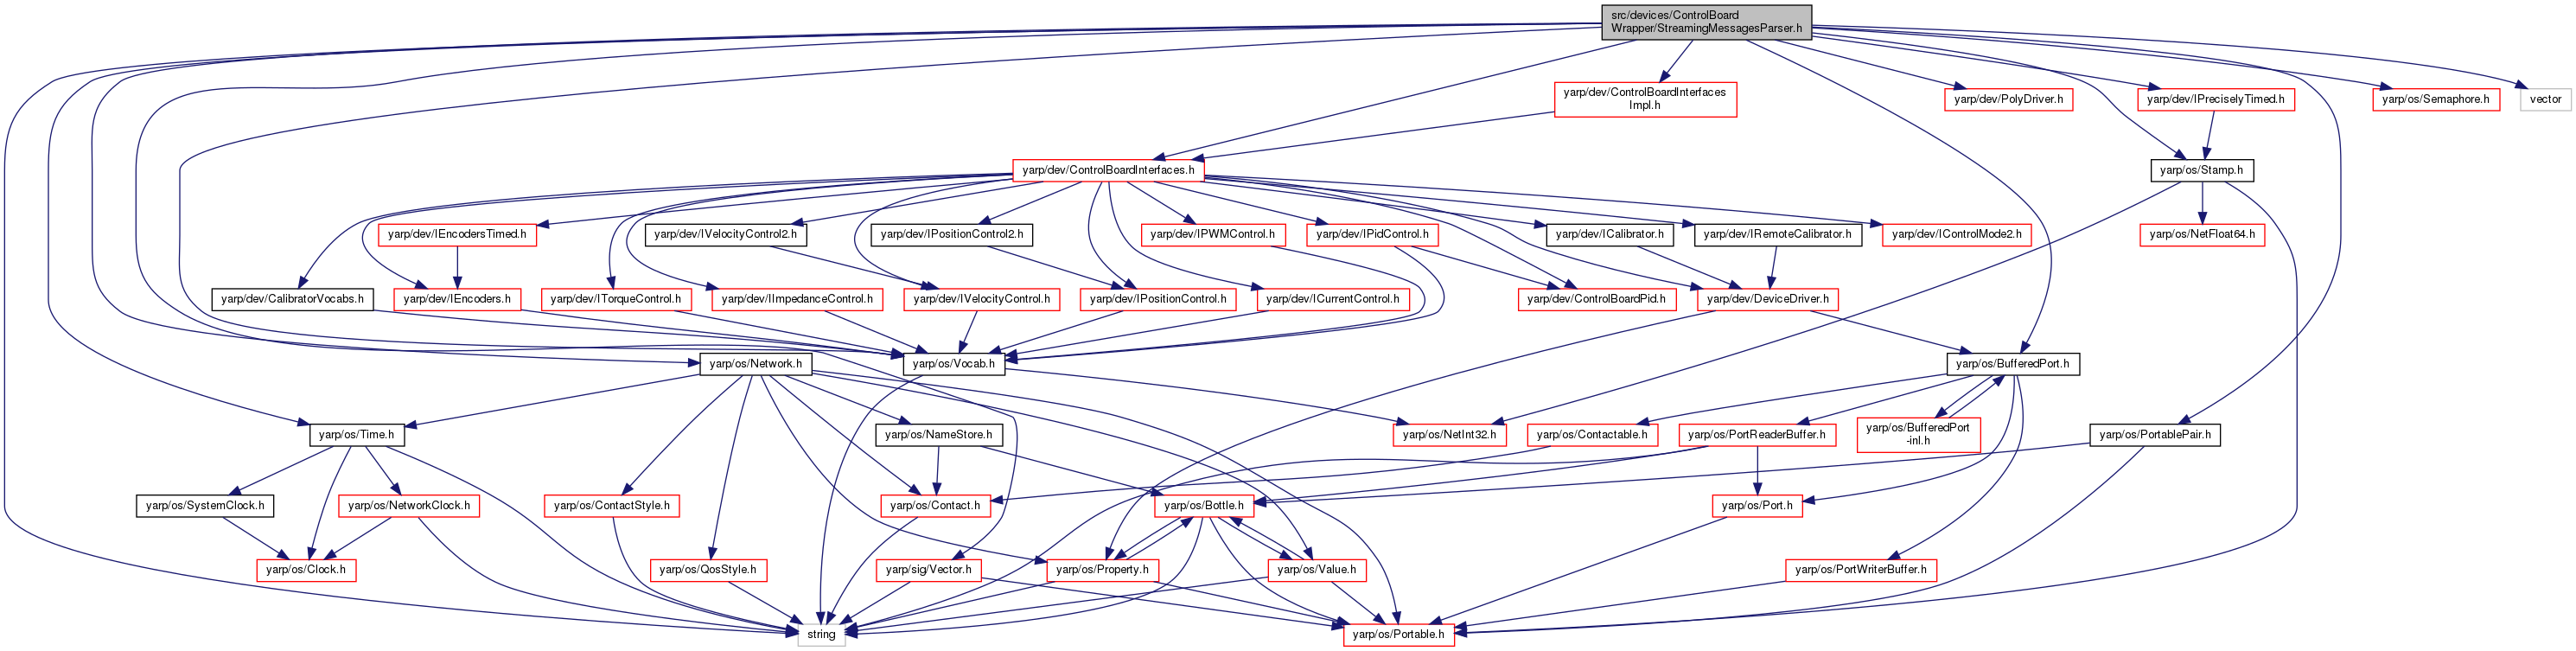 src/devices/ControlBoard
Wrapper/StreamingMessagesParser.h
yarp/dev/ControlBoardInterfaces
Impl.h
yarp/dev/PolyDriver.h
yarp/dev/IPreciselyTimed.h
yarp/os/Semaphore.h
vector
yarp/dev/ControlBoardInterfaces.h
yarp/os/Stamp.h
yarp/dev/IEncodersTimed.h
yarp/dev/IVelocityControl2.h
yarp/dev/IPositionControl2.h
yarp/dev/IPWMControl.h
yarp/dev/IPidControl.h
yarp/dev/ICalibrator.h
yarp/dev/IRemoteCalibrator.h
yarp/dev/IControlMode2.h
yarp/os/NetFloat64.h
yarp/dev/CalibratorVocabs.h
yarp/dev/IEncoders.h
yarp/dev/ITorqueControl.h
yarp/dev/IImpedanceControl.h
yarp/dev/IVelocityControl.h
yarp/dev/IPositionControl.h
yarp/dev/ICurrentControl.h
yarp/dev/ControlBoardPid.h
yarp/dev/DeviceDriver.h
yarp/os/Network.h
yarp/os/Vocab.h
yarp/os/BufferedPort.h
yarp/os/Time.h
yarp/os/NameStore.h
yarp/os/NetInt32.h
yarp/os/Contactable.h
yarp/os/PortReaderBuffer.h
yarp/os/BufferedPort
-inl.h
yarp/os/PortablePair.h
yarp/os/SystemClock.h
yarp/os/NetworkClock.h
yarp/os/ContactStyle.h
yarp/os/Contact.h
yarp/os/Bottle.h
yarp/os/Port.h
yarp/os/Clock.h
yarp/os/QosStyle.h
yarp/sig/Vector.h
yarp/os/Property.h
yarp/os/Value.h
yarp/os/PortWriterBuffer.h
string
yarp/os/Portable.h